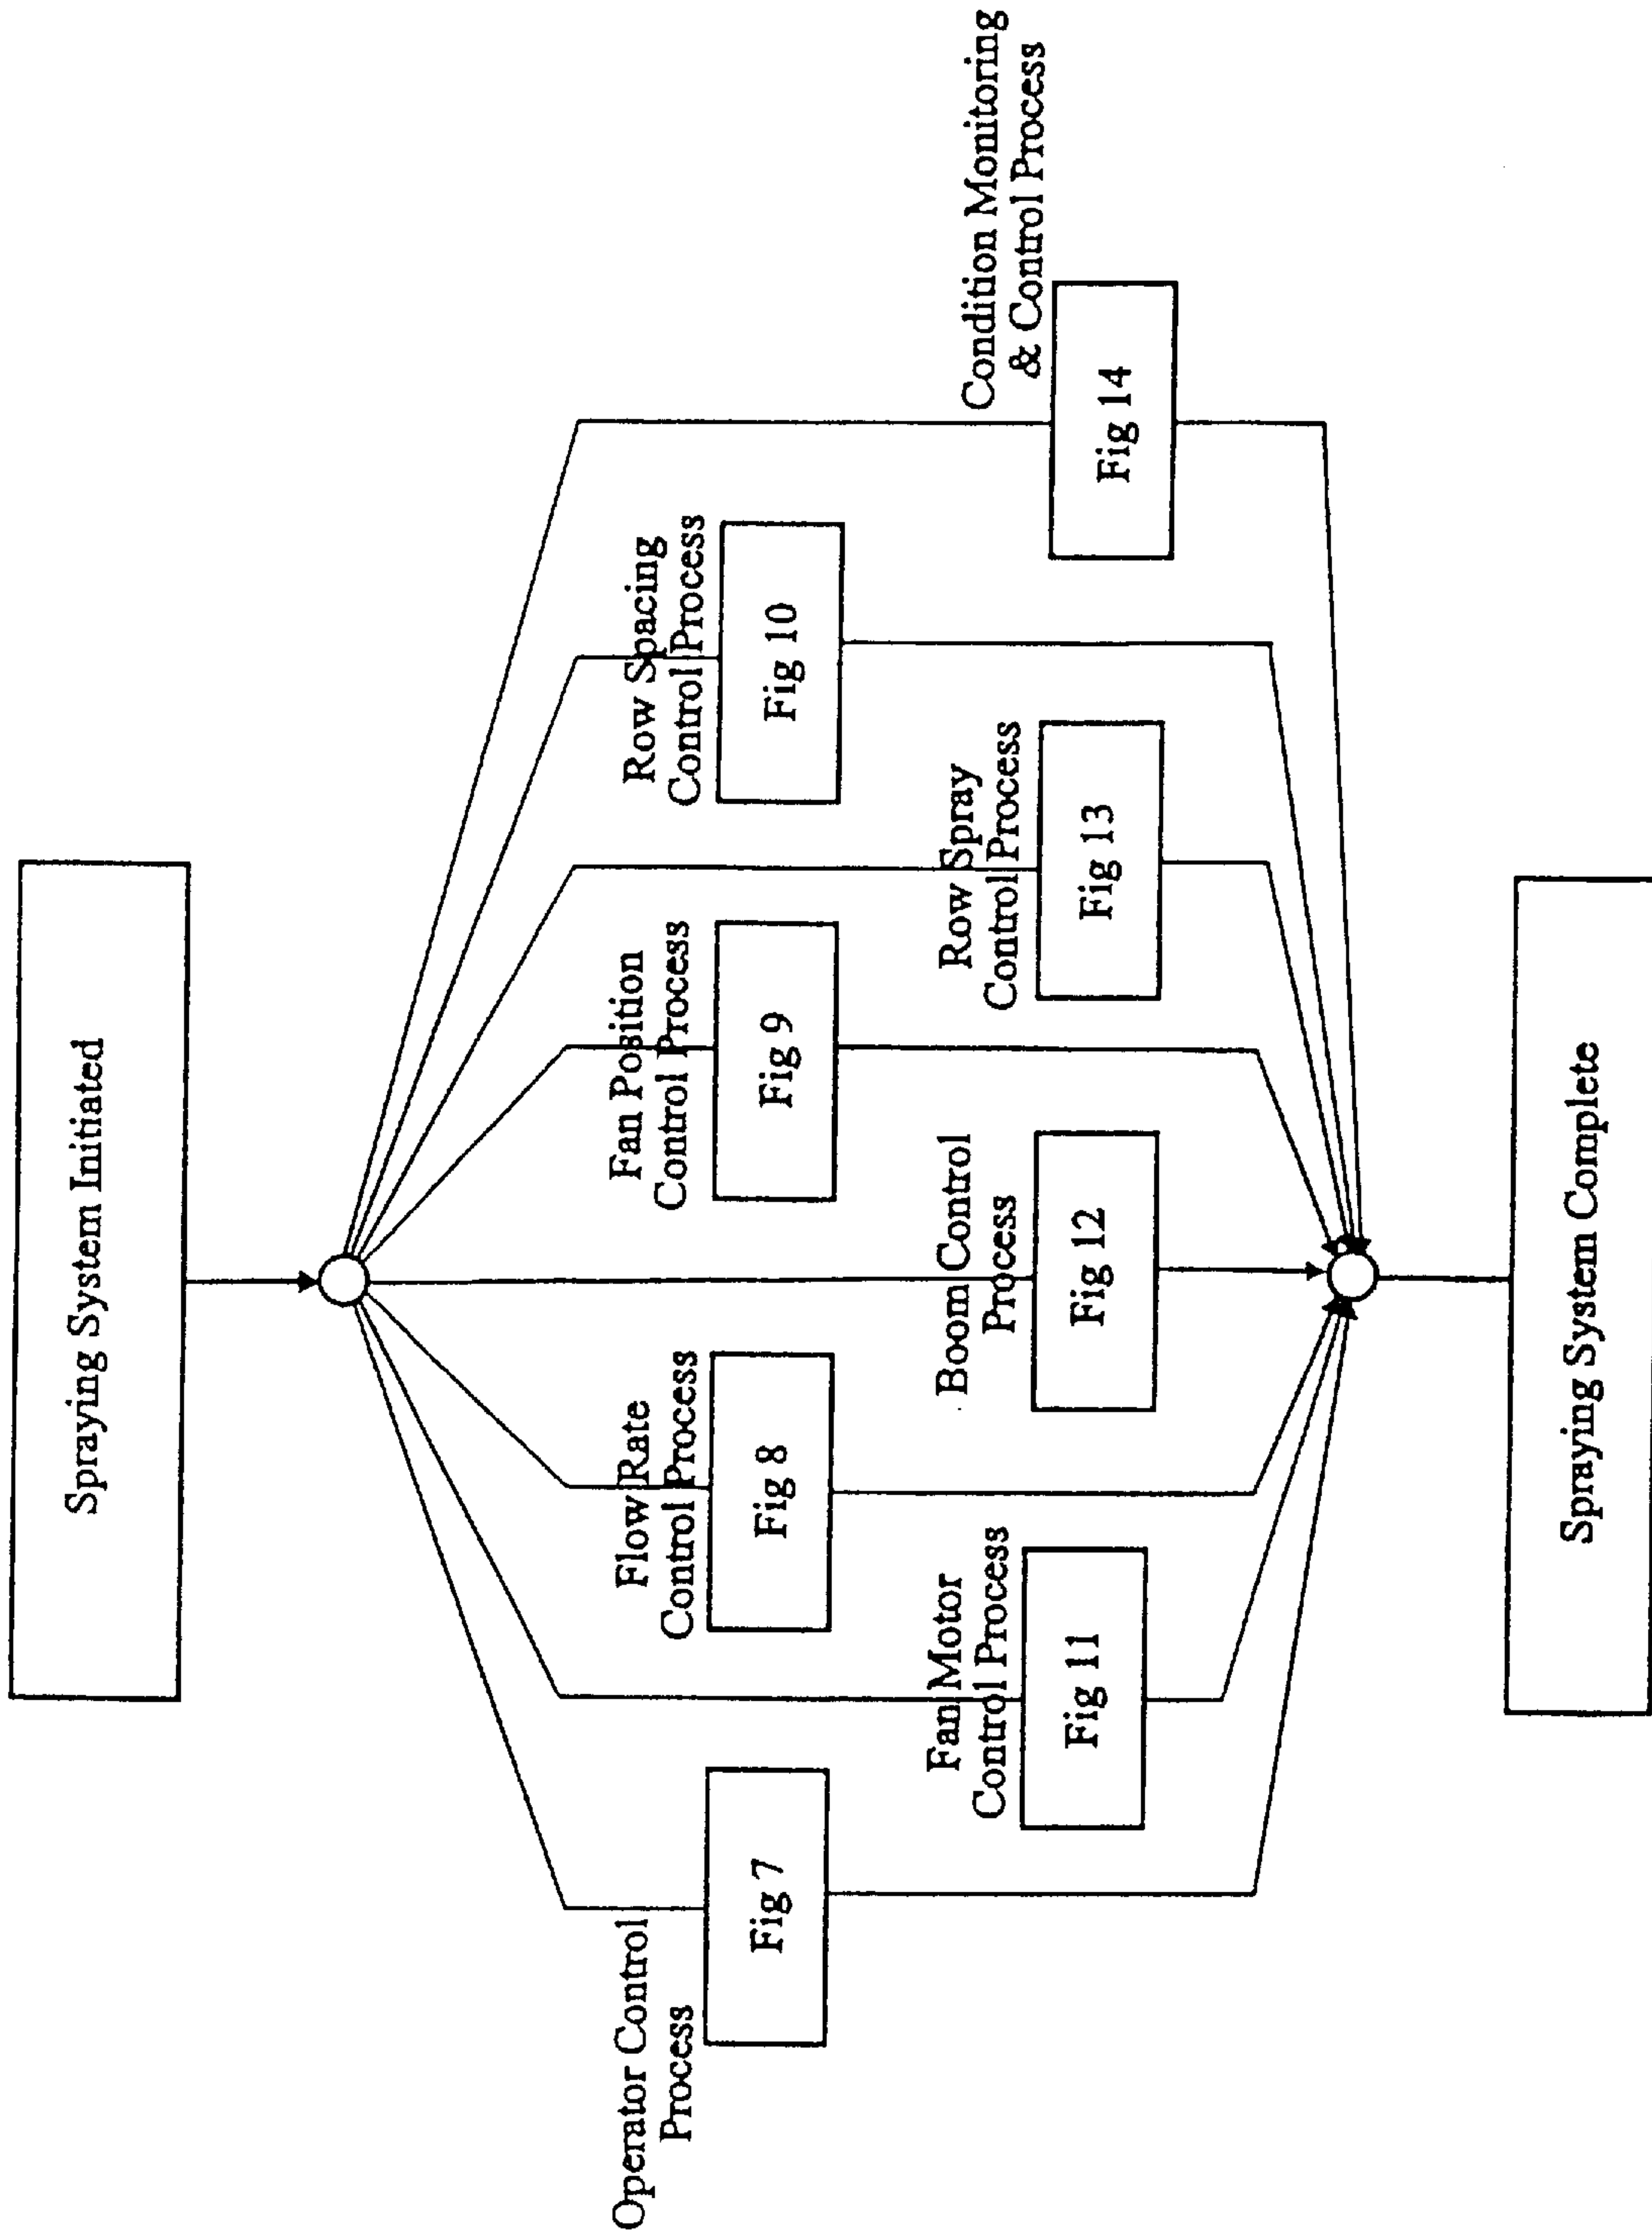 Spraying System Initiated
Operator Control
Process
Fig 7
Flow Rate
Control Process
Fig 8
Fan Position
Control Process
Fig 9
Row Spacing
Control Process
Fig 10
Fan Motor
Control Process
Fig 11
Boom Control
Process
Fig 12
Row Spray
Control Process
Fig 13
Condition Monitoring
& Control Process
Fig 14
Spraying System Complete